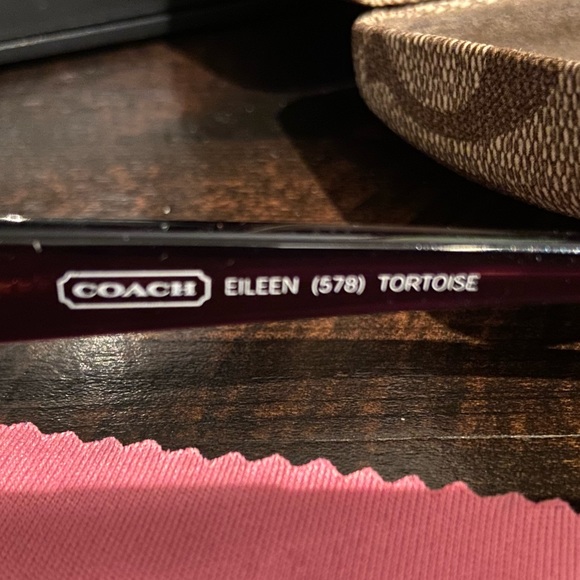 COACH EILEEN (578) TORTOISE